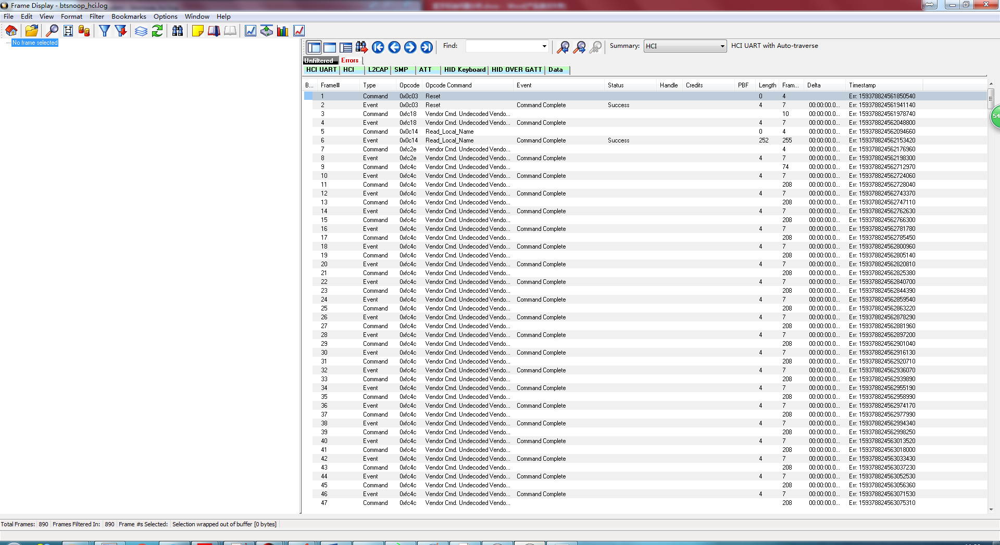 Frame Display - btsnoop_hci.log
File Edit View Format Filter Bookmarks Options Window Help
No frame selected
Find: Summary: HCI HCI UART with Auto-traverse
Unfiltered Errors
HCI UART HCI L2CAP SMP ATT HID Keyboard HID OVER GATT Data
B... Frame# Type Opcode Opcode Command Event Status Handle Credits PBF Length Fram... Delta Timestamp
1 Command 0x0c03 Reset 0 4 Err: 159378824561850540
2 Event 0x0c03 Reset Command Complete Success 4 7 00:00:00.0... Err: 159378824561941140
3 Command 0xfc18 Vendor Cmd. Undecoded Vendo... 10 00:00:00.0... Err: 159378824561978740
4 Event 0xfc18 Vendor Cmd. Undecoded Vendo... Command Complete 4 7 00:00:00.0... Err: 159378824562048800
5 Command 0x0c14 Read_Local_Name 0 4 00:00:00.0... Err: 159378824562094660
6 Event 0x0c14 Read_Local_Name Command Complete Success 252 255 00:00:00.0... Err: 159378824562153420
7 Command 0xfc2e Vendor Cmd. Undecoded Vendo... 4 00:00:00.0... Err: 159378824562176960
8 Event 0xfc2e Vendor Cmd. Undecoded Vendo... Command Complete 4 7 00:00:00.0... Err: 159378824562198300
9 Command 0xfc4c Vendor Cmd. Undecoded Vendo... 74 00:00:00.0... Err: 159378824562712970
10 Event 0xfc4c Vendor Cmd. Undecoded Vendo... Command Complete 4 7 00:00:00.0... Err: 159378824562724060
11 Command 0xfc4c Vendor Cmd. Undecoded Vendo... 208 00:00:00.0... Err: 159378824562728040
12 Event 0xfc4c Vendor Cmd. Undecoded Vendo... Command Complete 4 7 00:00:00.0... Err: 159378824562743370
13 Command 0xfc4c Vendor Cmd. Undecoded Vendo... 208 00:00:00.0... Err: 159378824562747110
14 Event 0xfc4c Vendor Cmd. Undecoded Vendo... Command Complete 4 7 00:00:00.0... Err: 159378824562762630
15 Command 0xfc4c Vendor Cmd. Undecoded Vendo... 208 00:00:00.0... Err: 159378824562766300
16 Event 0xfc4c Vendor Cmd. Undecoded Vendo... Command Complete 4 7 00:00:00.0... Err: 159378824562781780
17 Command 0xfc4c Vendor Cmd. Undecoded Vendo... 208 00:00:00.0... Err: 159378824562785450
18 Event 0xfc4c Vendor Cmd. Undecoded Vendo... Command Complete 4 7 00:00:00.0... Err: 159378824562800960
19 Command 0xfc4c Vendor Cmd. Undecoded Vendo... 208 00:00:00.0... Err: 159378824562805140
20 Event 0xfc4c Vendor Cmd. Undecoded Vendo... Command Complete 4 7 00:00:00.0... Err: 159378824562820810
21 Command 0xfc4c Vendor Cmd. Undecoded Vendo... 208 00:00:00.0... Err: 159378824562825380
22 Event 0xfc4c Vendor Cmd. Undecoded Vendo... Command Complete 4 7 00:00:00.0... Err: 159378824562840700
23 Command 0xfc4c Vendor Cmd. Undecoded Vendo... 208 00:00:00.0... Err: 159378824562844390
24 Event 0xfc4c Vendor Cmd. Undecoded Vendo... Command Complete 4 7 00:00:00.0... Err: 159378824562859540
25 Command 0xfc4c Vendor Cmd. Undecoded Vendo... 208 00:00:00.0... Err: 159378824562863220
26 Event 0xfc4c Vendor Cmd. Undecoded Vendo... Command Complete 4 7 00:00:00.0... Err: 159378824562878290
27 Command 0xfc4c Vendor Cmd. Undecoded Vendo... 208 00:00:00.0... Err: 159378824562881960
28 Event 0xfc4c Vendor Cmd. Undecoded Vendo... Command Complete 4 7 00:00:00.0... Err: 159378824562897200
29 Command 0xfc4c Vendor Cmd. Undecoded Vendo... 208 00:00:00.0... Err: 159378824562901040
30 Event 0xfc4c Vendor Cmd. Undecoded Vendo... Command Complete 4 7 00:00:00.0... Err: 159378824562916130
31 Command 0xfc4c Vendor Cmd. Undecoded Vendo... 208 00:00:00.0... Err: 159378824562920710
32 Event 0xfc4c Vendor Cmd. Undecoded Vendo... Command Complete 4 7 00:00:00.0... Err: 159378824562936070
33 Command 0xfc4c Vendor Cmd. Undecoded Vendo... 208 00:00:00.0... Err: 159378824562939890
34 Event 0xfc4c Vendor Cmd. Undecoded Vendo... Command Complete 4 7 00:00:00.0... Err: 159378824562955190
35 Command 0xfc4c Vendor Cmd. Undecoded Vendo... 208 00:00:00.0... Err: 159378824562958990
36 Event 0xfc4c Vendor Cmd. Undecoded Vendo... Command Complete 4 7 00:00:00.0... Err: 159378824562974170
37 Command 0xfc4c Vendor Cmd. Undecoded Vendo... 208 00:00:00.0... Err: 159378824562977990
38 Event 0xfc4c Vendor Cmd. Undecoded Vendo... Command Complete 4 7 00:00:00.0... Err: 159378824562994340
39 Command 0xfc4c Vendor Cmd. Undecoded Vendo... 208 00:00:00.0... Err: 159378824562998250
40 Event 0xfc4c Vendor Cmd. Undecoded Vendo... Command Complete 4 7 00:00:00.0... Err: 159378824563013520
41 Command 0xfc4c Vendor Cmd. Undecoded Vendo... 208 00:00:00.0... Err: 159378824563018000
42 Event 0xfc4c Vendor Cmd. Undecoded Vendo... Command Complete 4 7 00:00:00.0... Err: 159378824563033430
43 Command 0xfc4c Vendor Cmd. Undecoded Vendo... 208 00:00:00.0... Err: 159378824563037230
44 Event 0xfc4c Vendor Cmd. Undecoded Vendo... Command Complete 4 7 00:00:00.0... Err: 159378824563052530
45 Command 0xfc4c Vendor Cmd. Undecoded Vendo... 208 00:00:00.0... Err: 159378824563056360
46 Event 0xfc4c Vendor Cmd. Undecoded Vendo... Command Complete 4 7 00:00:00.0... Err: 159378824563071530
47 Command 0xfc4c Vendor Cmd. Undecoded Vendo... 208 00:00:00.0... Err: 159378824563075310
54
Total Frames: 890 Frames Filtered In: 890 Frame #s Selected: Selection wrapped out of buffer [0 bytes]